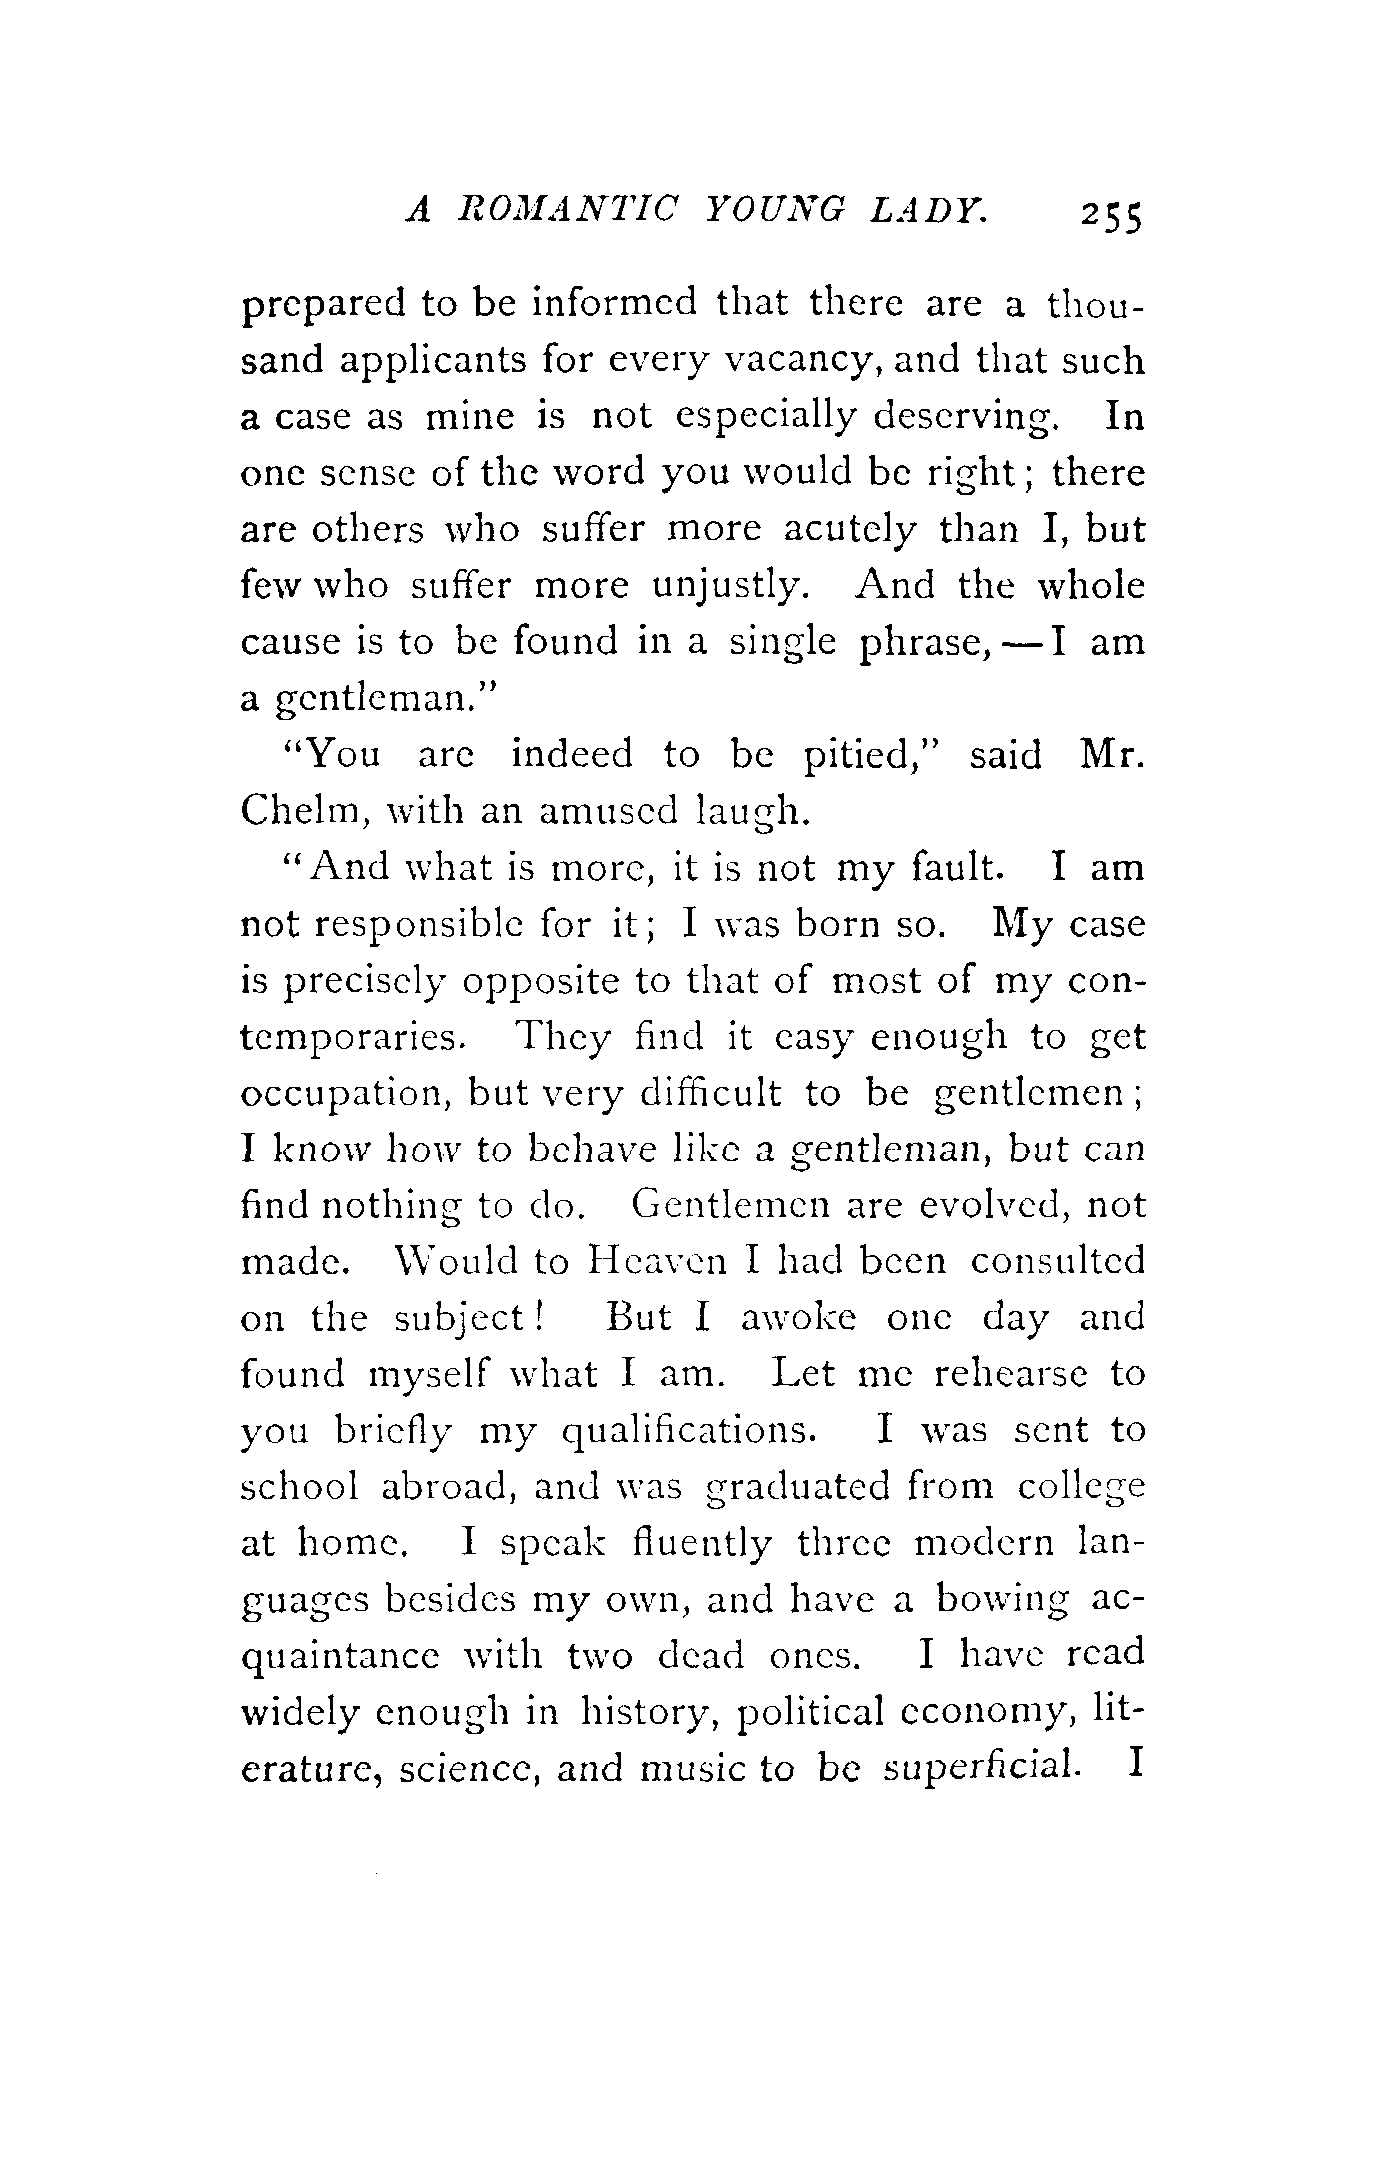 A ROMANTIC YOUNG LADY. 255
prepared to be informed that there are a thou-
sand applicants for every vacancy, and that such
a case as mine is not especially deserving. In
one sense of the word you would be right; there
are others who suffer more acutely than I, but
few who suffer more unjustly. And the whole
cause is to be found in a single phrase,—I am
a gentleman."
"You are indeed to be pitied," said Mr.
Chelm, with an amused laugh.
"And what is more, it is not my fault. I am
not responsible for it; I was born so. My case
is precisely opposite to that of most of my con-
temporaries. They find it easy enough to get
occupation, but very difficult to be gentlemen;
I know how to behave like a gentleman, but can
find nothing to do. Gentlemen are evolved, not
made. Would to Heaven I had been consulted
on the subject! But I awoke one day and
found myself what I am. Let me rehearse to
you briefly my qualifications. I was sent to
school abroad, and was graduated from college
at home. I speak fluently three modern lan-
guages besides my own, and have a bowing ac-
quaintance with two dead ones. I have read
widely enough in history, political economy, lit-
erature, science, and music to be superficial. I